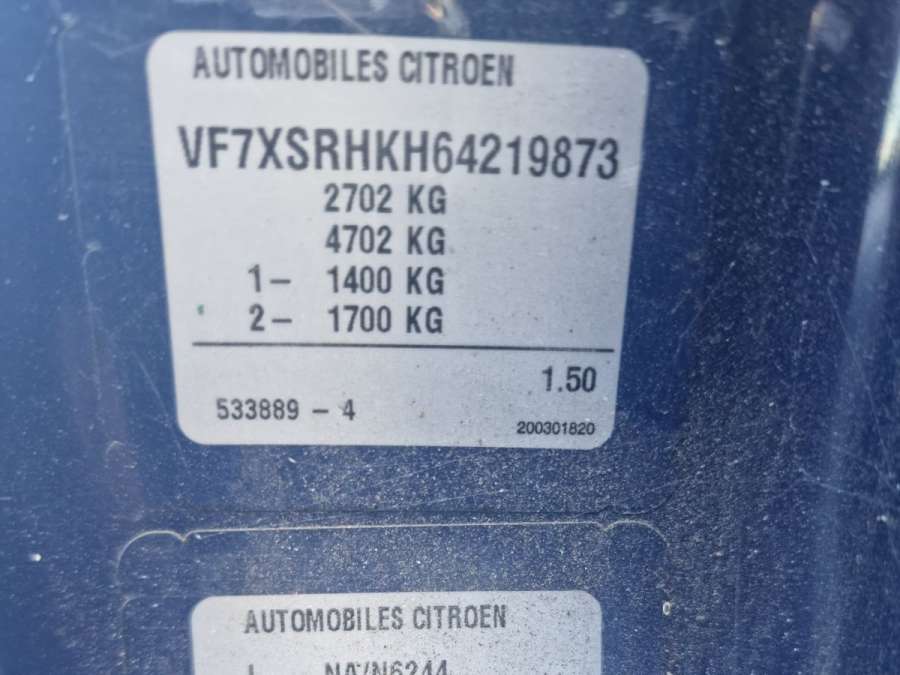 AUTOMOBILES CITROEN
VF7XSRHKH64219873
2702 KG
4702 KG
1- 1400 KG
2- 1700 KG
1.50
533889 - 4
200301820
AUTOMOBILES CITROEN